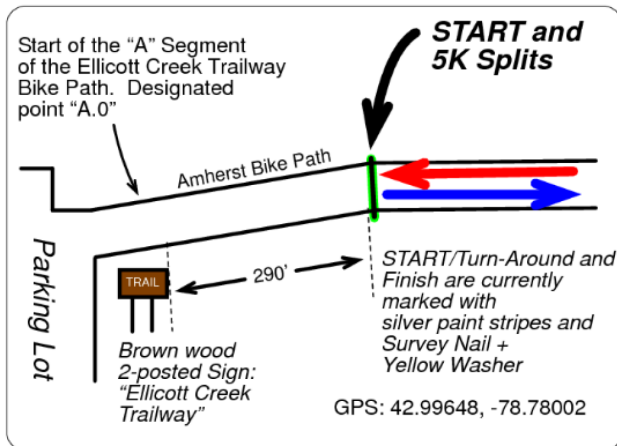 Start of the “A” Segment
of the Ellicott Creek Trailway
Bike Path.  Designated
point “A.0”
START and
5K Splits
Amherst Bike Path
Parking Lot
TRAIL
290’
Brown wood
2-posted Sign:
“Ellicott Creek
Trailway”
START/Turn-Around and
Finish are currently
marked with
silver paint stripes and
Survey Nail +
Yellow Washer
GPS: 42.99648, -78.78002